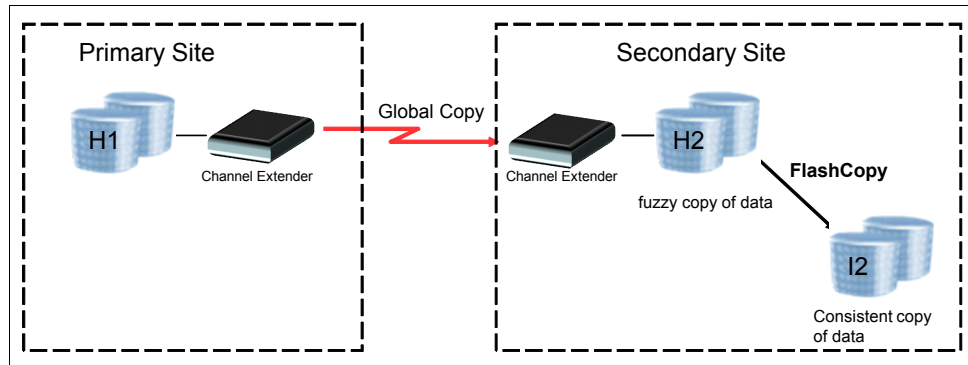 Primary Site
H1
Channel Extender
Global Copy
Secondary Site
Channel Extender
H2
fuzzy copy of data
FlashCopy
I2
Consistent copy
of data